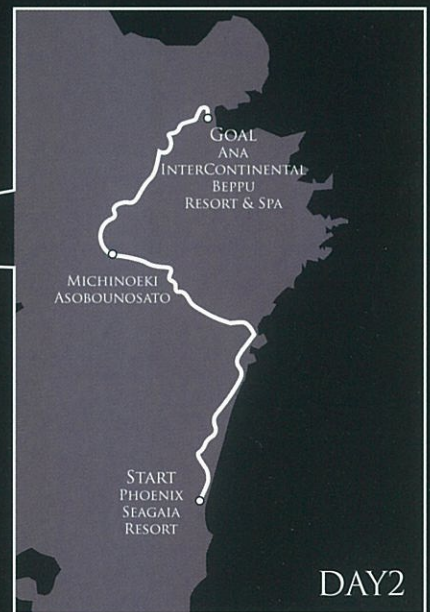 GOAL
ANA
INTERCONTINENTAL
BEPPU
RESORT & SPA
MICHINOEKI
ASOBOUNOSATO
START
PHOENIX
SEAGAIA
RESORT
DAY2